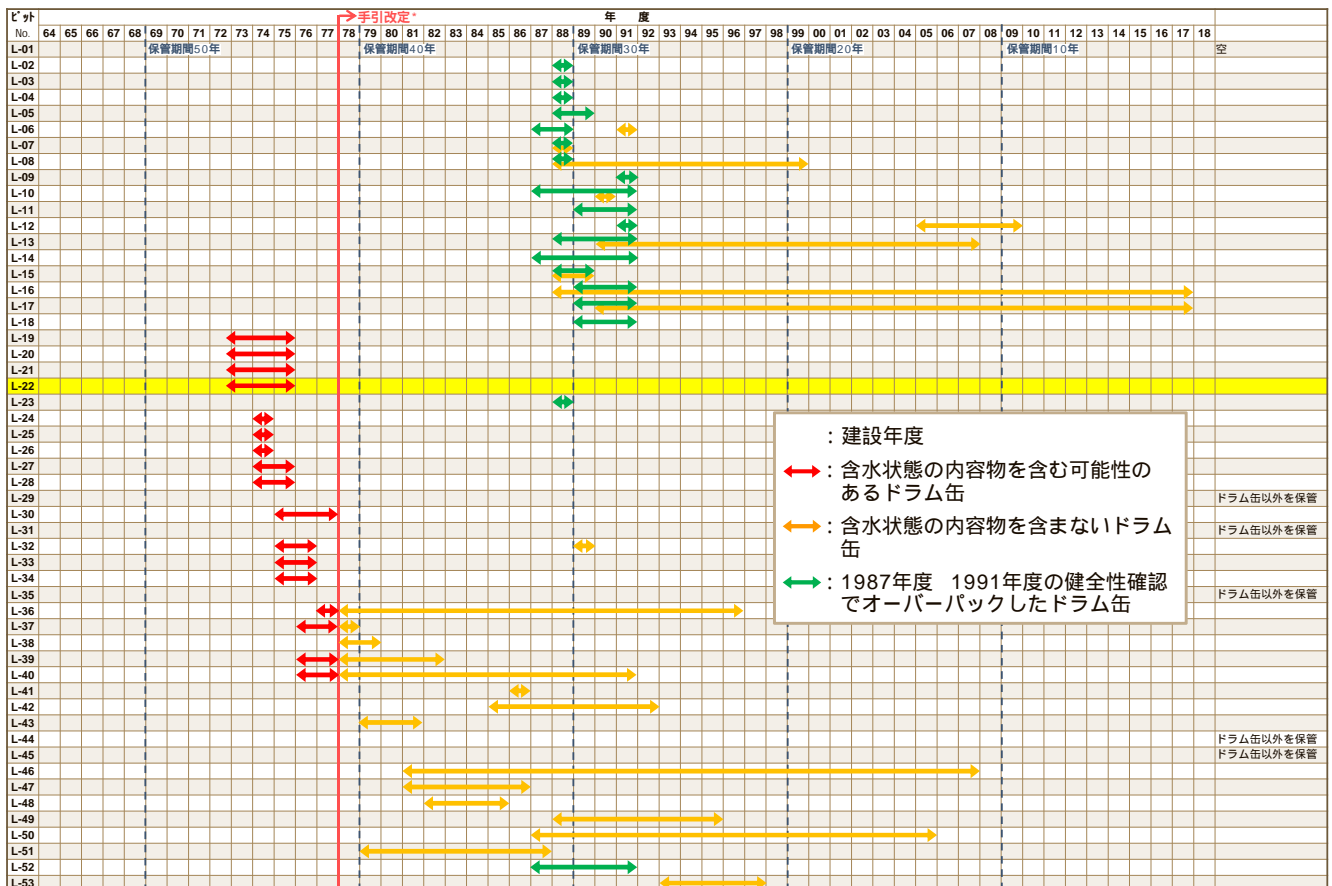 ピット 手引改定* 年 度
No. 64 65 66 67 68 69 70 71 72 73 74 75 76 77 78 79 80 81 82 83 84 85 86 87 88 89 90 91 92 93 94 95 96 97 98 99 00 01 02 03 04 05 06 07 08 09 10 11 12 13 14 15 16 17 18
L-01 保管期間50年 保管期間40年 保管期間30年 保管期間20年 保管期間10年 空
L-02
L-03
L-04
L-05
L-06
L-07
L-08
L-09
L-10
L-11
L-12
L-13
L-14
L-15
L-16
L-17
L-18
L-19
L-20
L-21
L-22
L-23
L-24
L-25
L-26
L-27
L-28
L-29 ドラム缶以外を保管
L-30
L-31 ドラム缶以外を保管
L-32
L-33
L-34
L-35 ドラム缶以外を保管
L-36
L-37
L-38
L-39
L-40
L-41
L-42
L-43
L-44 ドラム缶以外を保管
L-45 ドラム缶以外を保管
L-46
L-47
L-48
L-49
L-50
L-51
L-52
L-53
：建設年度
：含水状態の内容物を含む可能性の
あるドラム缶
：含水状態の内容物を含まないドラム
缶
：1987年度 1991年度の健全性確認
でオーバーパックしたドラム缶